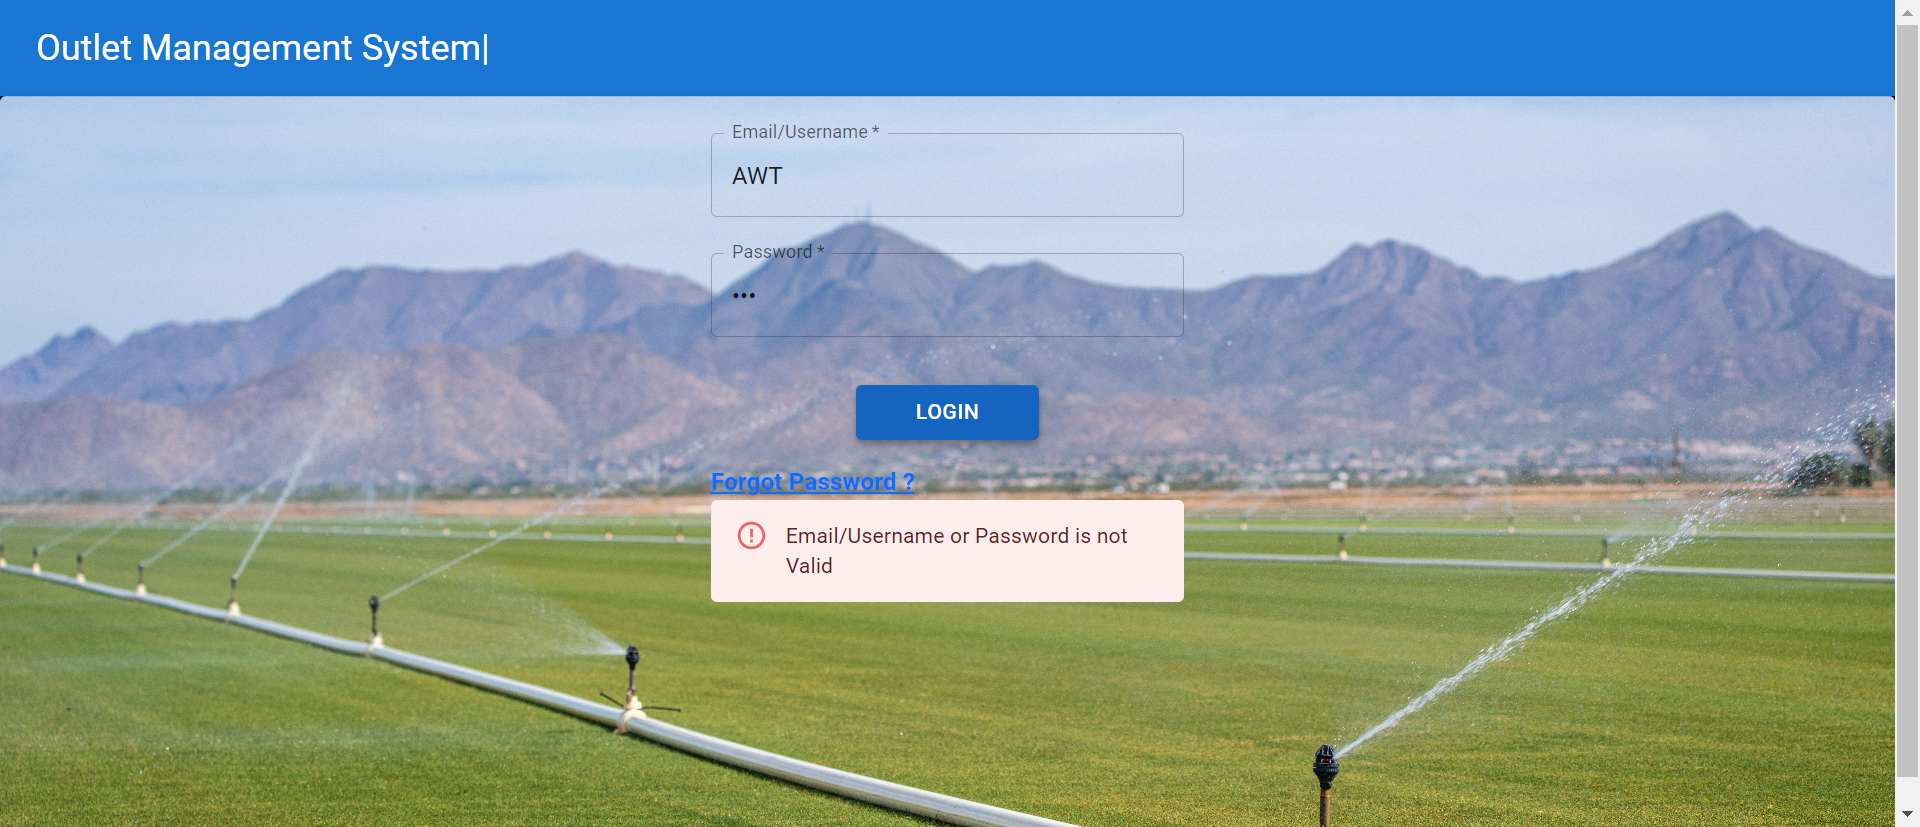 Outlet Management System|
Email/Username *
AWT
Password *
•••
LOGIN
Forgot Password ?
Email/Username or Password is not
Valid